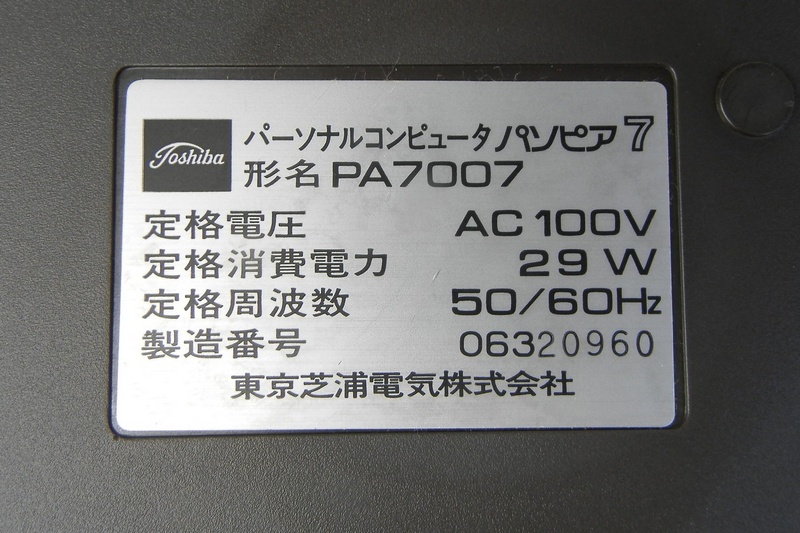 Toshiba
パーソナルコンピュータ パソピア7
形名 PA7007
定格電圧 AC 100V
定格消費電力 29 W
定格周波数 50/60Hz
製造番号 06320960
東京芝浦電気株式会社